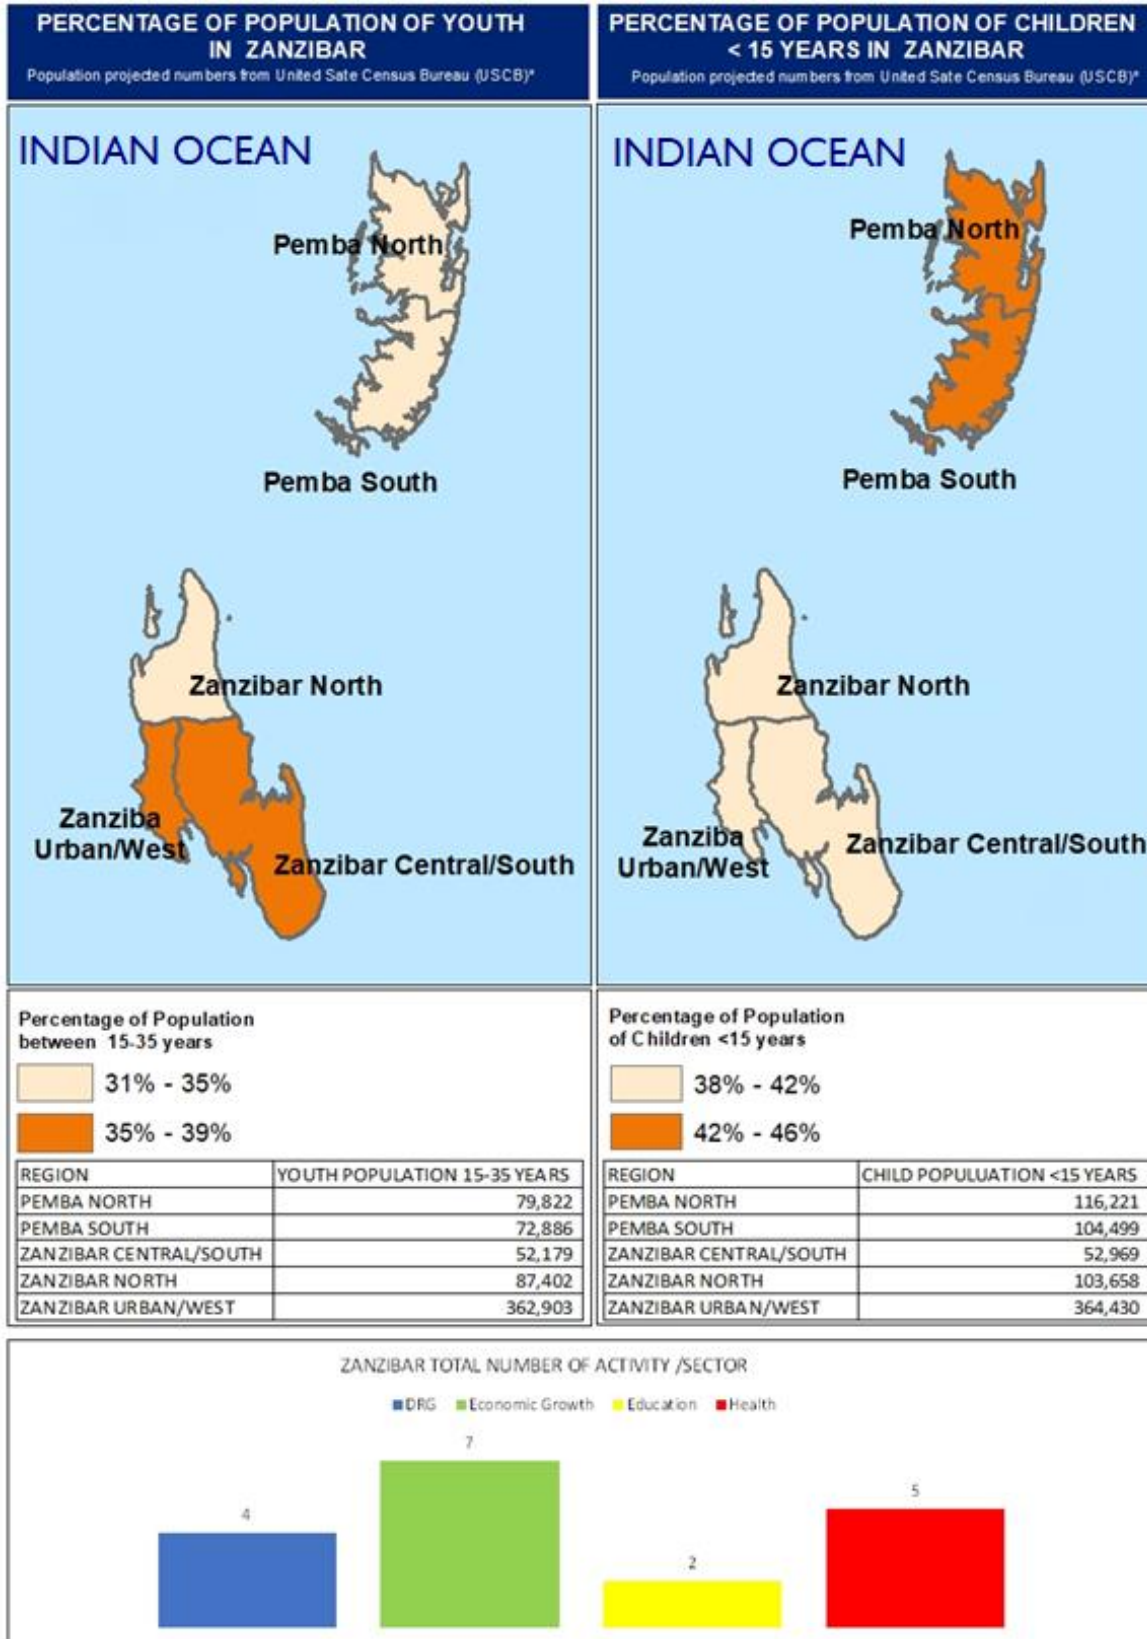 PERCENTAGE OF POPULATION OF YOUTH
IN ZANZIBAR
Population projected numbers from United Sate Census Bureau (USCB)*
INDIAN OCEAN
Pemba North
Pemba South
Zanzibar North
Zanziba
Urban/West
Zanzibar Central/South
Percentage of Population
between 15-35 years
31% - 35%
35% - 39%
REGION YOUTH POPULATION 15-35 YEARS
PEMBA NORTH 79,822
PEMBA SOUTH 72,886
ZANZIBAR CENTRAL/SOUTH 52,179
ZANZIBAR NORTH 87,402
ZANZIBAR URBAN/WEST 362,903
PERCENTAGE OF POPULATION OF CHILDREN
< 15 YEARS IN ZANZIBAR
Population projected numbers from United Sate Census Bureau (USCB)*
INDIAN OCEAN
Pemba North
Pemba South
Zanzibar North
Zanziba
Urban/West
Zanzibar Central/South
Percentage of Population
of Children <15 years
38% - 42%
42% - 46%
REGION CHILD POPULUATION <15 YEARS
PEMBA NORTH 116,221
PEMBA SOUTH 104,499
ZANZIBAR CENTRAL/SOUTH 52,969
ZANZIBAR NORTH 103,658
ZANZIBAR URBAN/WEST 364,430
ZANZIBAR TOTAL NUMBER OF ACTIVITY /SECTOR
DRG Economic Growth Education Health
4
7
2
5